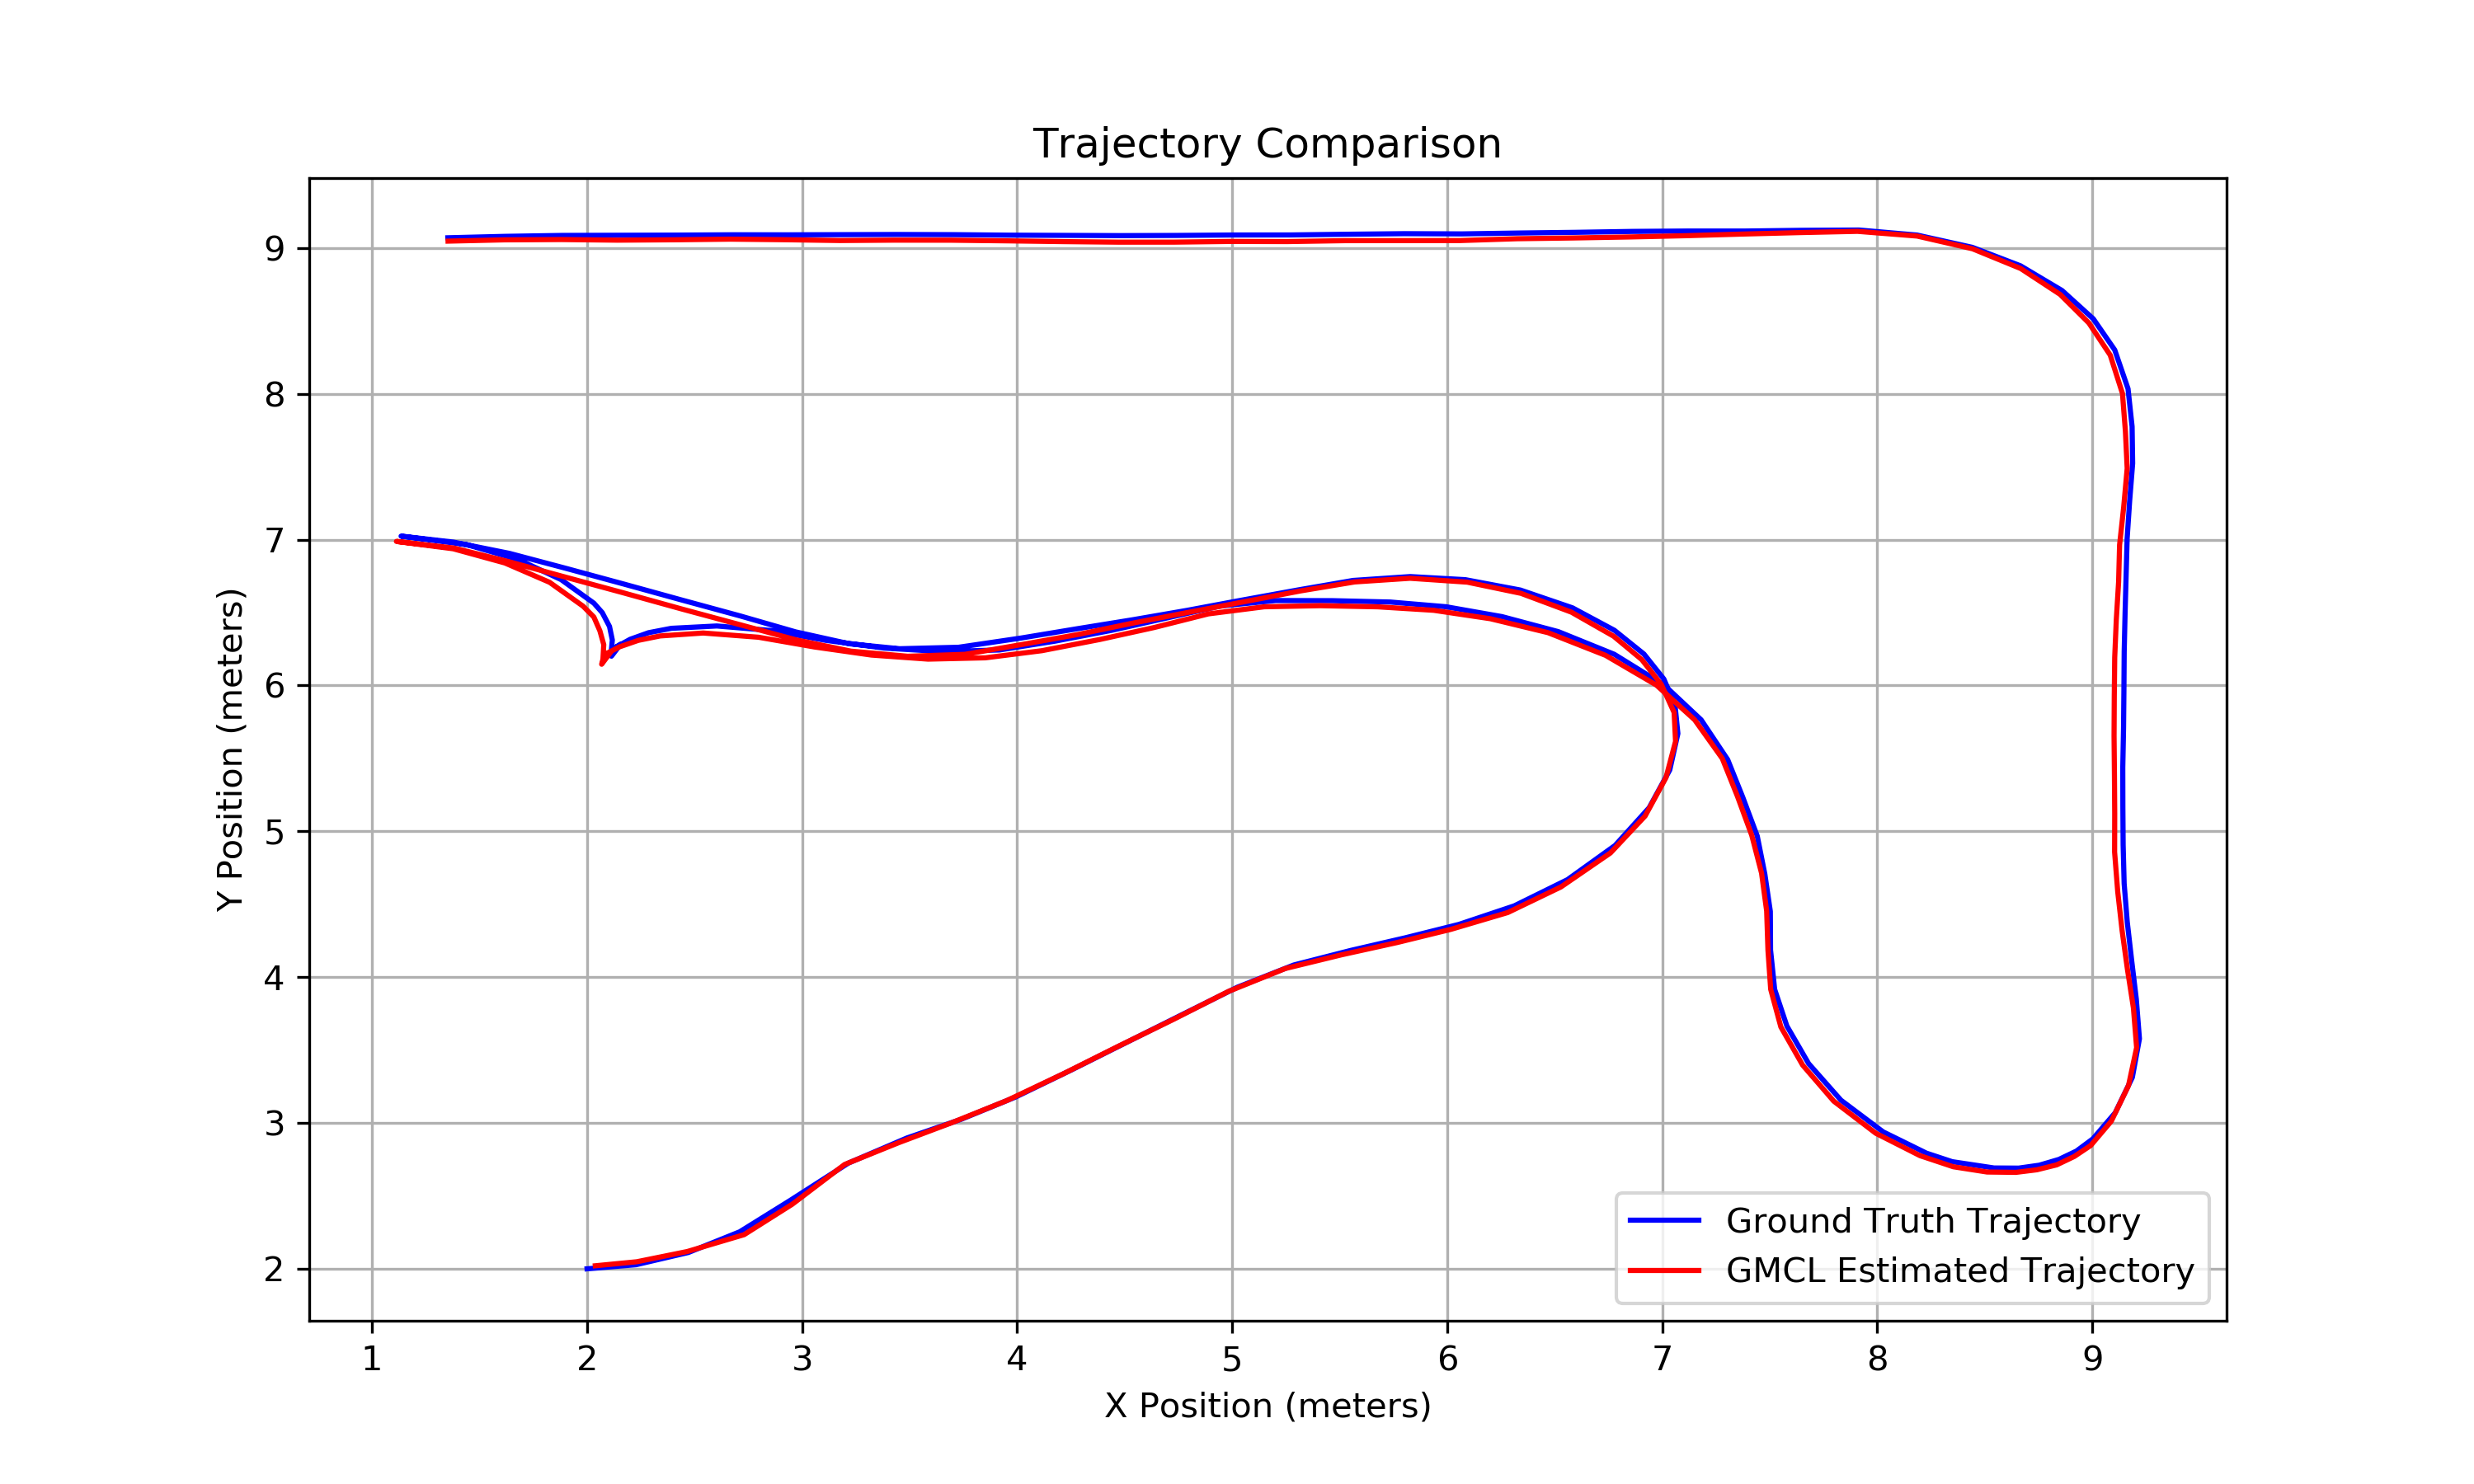 Trajectory Comparison
9
8
7
6
5
4
3
2
Y Position (meters)
Ground Truth Trajectory
GMCL Estimated Trajectory
1 2 3 4 5 6 7 8 9
X Position (meters)